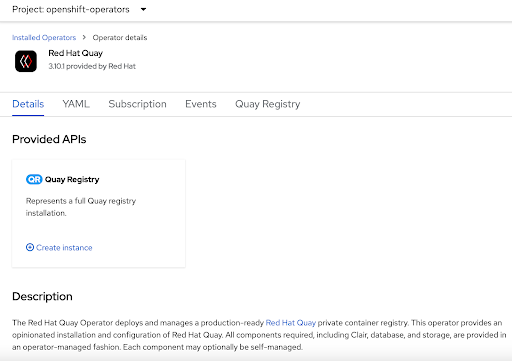 Project: openshift-operators
Installed Operators > Operator details
Red Hat Quay
3.10.1 provided by Red Hat
Details YAML Subscription Events Quay Registry
Provided APIs
QR Quay Registry
Represents a full Quay registry
installation.
Create instance
Description
The Red Hat Quay Operator deploys and manages a production-ready Red Hat Quay private container registry. This operator provides an
opinionated installation and configuration of Red Hat Quay. All components required, including Clair, database, and storage, are provided in
an operator-managed fashion. Each component may optionally be self-managed.